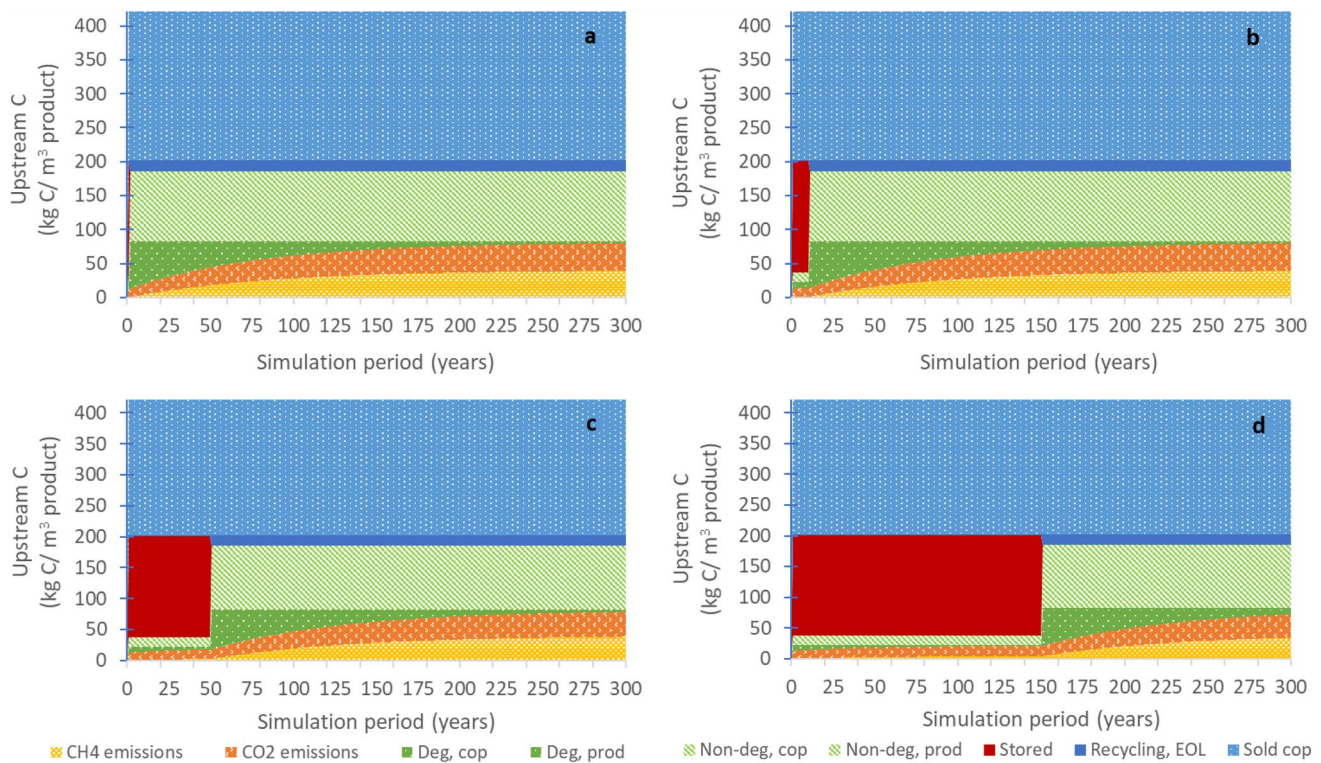 a
400
350
300
250
200
150
100
50
0
Upstream C
(kg C/ m³ product)
0 25 50 75 100 125 150 175 200 225 250 275 300
Simulation period (years)
b
400
350
300
250
200
150
100
50
0
Upstream C
(kg C/ m³ product)
0 25 50 75 100 125 150 175 200 225 250 275 300
Simulation period (years)
c
400
350
300
250
200
150
100
50
0
Upstream C
(kg C/ m³ product)
0 25 50 75 100 125 150 175 200 225 250 275 300
Simulation period (years)
d
400
350
300
250
200
150
100
50
0
Upstream C
(kg C/ m³ product)
0 25 50 75 100 125 150 175 200 225 250 275 300
Simulation period (years)
CH4 emissions CO2 emissions Deg, cop Deg, prod Non-deg, cop Non-deg, prod Stored Recycling, EOL Sold cop